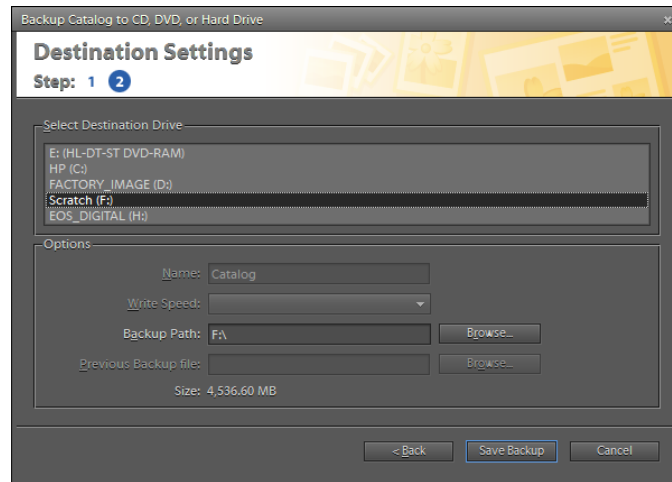 Backup Catalog to CD, DVD, or Hard Drive
Destination Settings
Step: 1 2
Select Destination Drive
E: (HL-DT-ST DVD-RAM)
HP (C:)
FACTORY_IMAGE (D:)
Scratch (F:)
EOS_DIGITAL (H:)
Options
Name: Catalog
Write Speed:
Backup Path: F:\ Browse...
Previous Backup file: Browse...
Size: 4,536.60 MB
< Back Save Backup Cancel